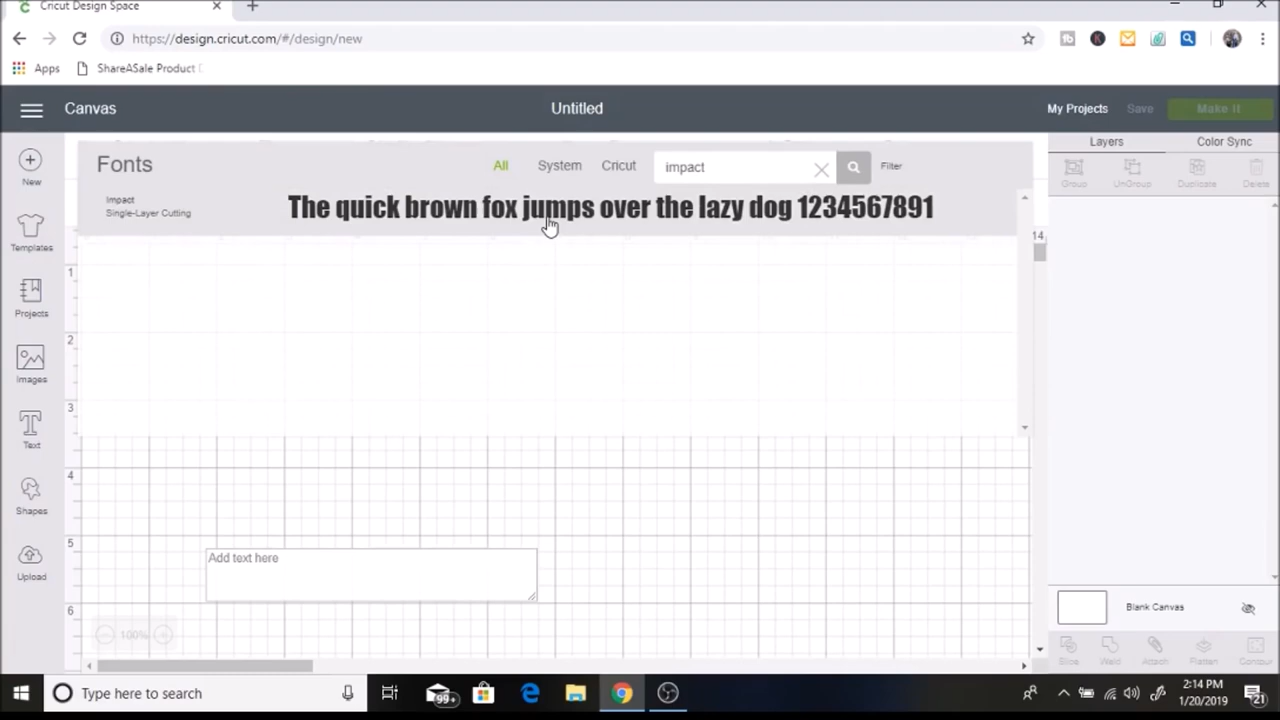 Cricut Design Space
https://design.cricut.com/#/design/new
Apps
ShareASale Product
Canvas
Untitled
My Projects
Save
Make It
Fonts
All
System
Cricut
impact
Filter
Layers
Color Sync
Group
UnGroup
Duplicate
Delete
Impact
Single-Layer Cutting
The quick brown fox jumps over the lazy dog 1234567891
New
Templates
Projects
Images
Text
Shapes
Upload
14
1
2
3
4
5
6
Add text here
100%
Blank Canvas
Slice
Weld
Attach
Flatten
Contour
Type here to search
99+
2:14 PM
1/20/2019
21